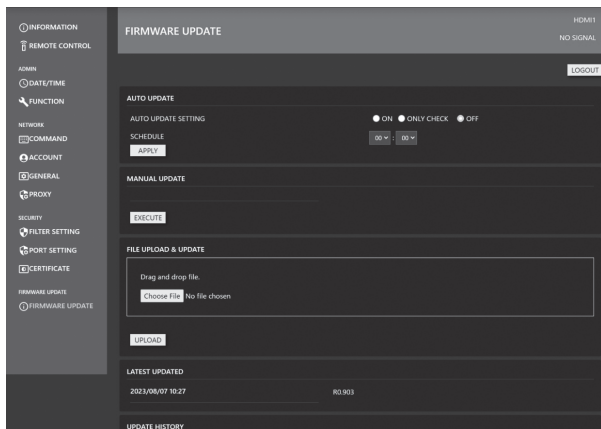 INFORMATION
REMOTE CONTROL
ADMIN
DATE/TIME
FUNCTION
NETWORK
COMMAND
ACCOUNT
GENERAL
PROXY
SECURITY
FILTER SETTING
PORT SETTING
CERTIFICATE
FIRMWARE UPDATE
FIRMWARE UPDATE
FIRMWARE UPDATE
HDMI1
NO SIGNAL
LOGOUT
AUTO UPDATE
AUTO UPDATE SETTING ON ONLY CHECK OFF
SCHEDULE 00 : 00
APPLY
MANUAL UPDATE
EXECUTE
FILE UPLOAD & UPDATE
Drag and drop file.
Choose File No file chosen
UPLOAD
LATEST UPDATED
2023/08/07 10:27 R0.903
UPDATE HISTORY